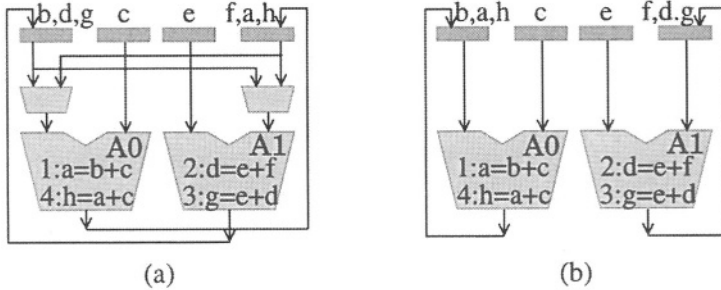 b,d,g c e f,a,h
A0 A1
1:a=b+c 2:d=e+f
4:h=a+c 3:g=e+d
(a)
b,a,h c e f,d,g
A0 A1
1:a=b+c 2:d=e+f
4:h=a+c 3:g=e+d
(b)